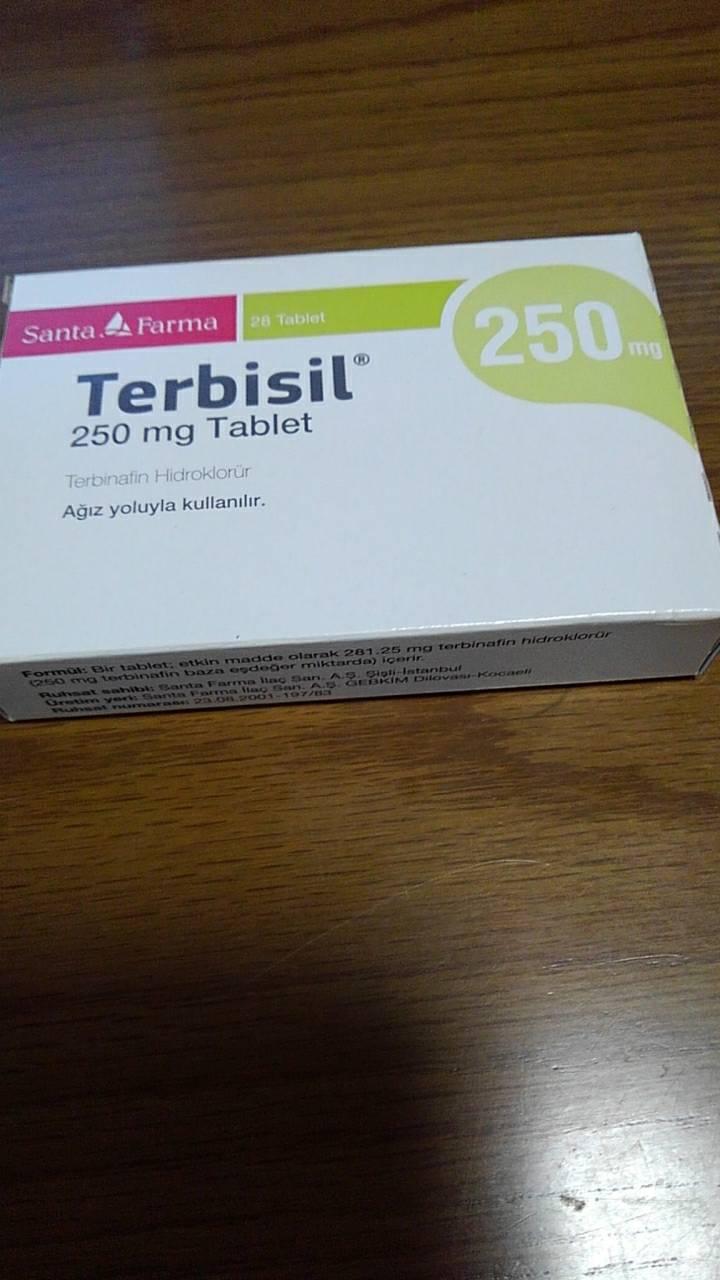 Santa Farma
28 Tablet
250 mg
Terbisil®
250 mg Tablet
Terbinafin Hidroklorür
Ağız yoluyla kullanılır.
Formül: Bir tablet; etkin madde olarak 281.25 mg terbinafin hidroklorür
(250 mg terbinafin baza eşdeğer miktarda) içerir.
Ruhsat sahibi: Santa Farma İlaç San. A.Ş. Şişli-İstanbul
Üretim yeri: Santa Farma İlaç San. A.Ş. GEBKİM Dilovası-Kocaeli
Ruhsat numarası: 23.08.2001-197/83